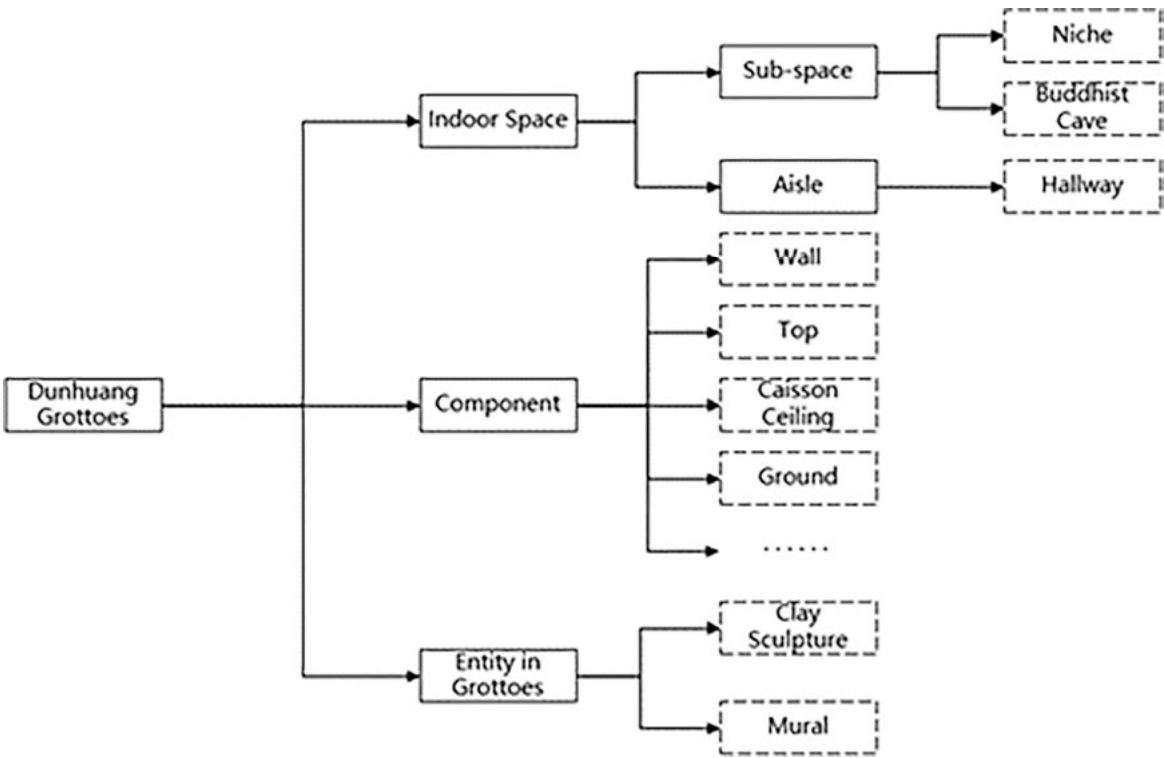 Niche
Sub-space
Buddhist
Cave
Indoor Space
Aisle
Hallway
Wall
Top
Dunhuang
Grottoes
Component
Caisson
Ceiling
Ground
......
Clay
Sculpture
Entity in
Grottoes
Mural